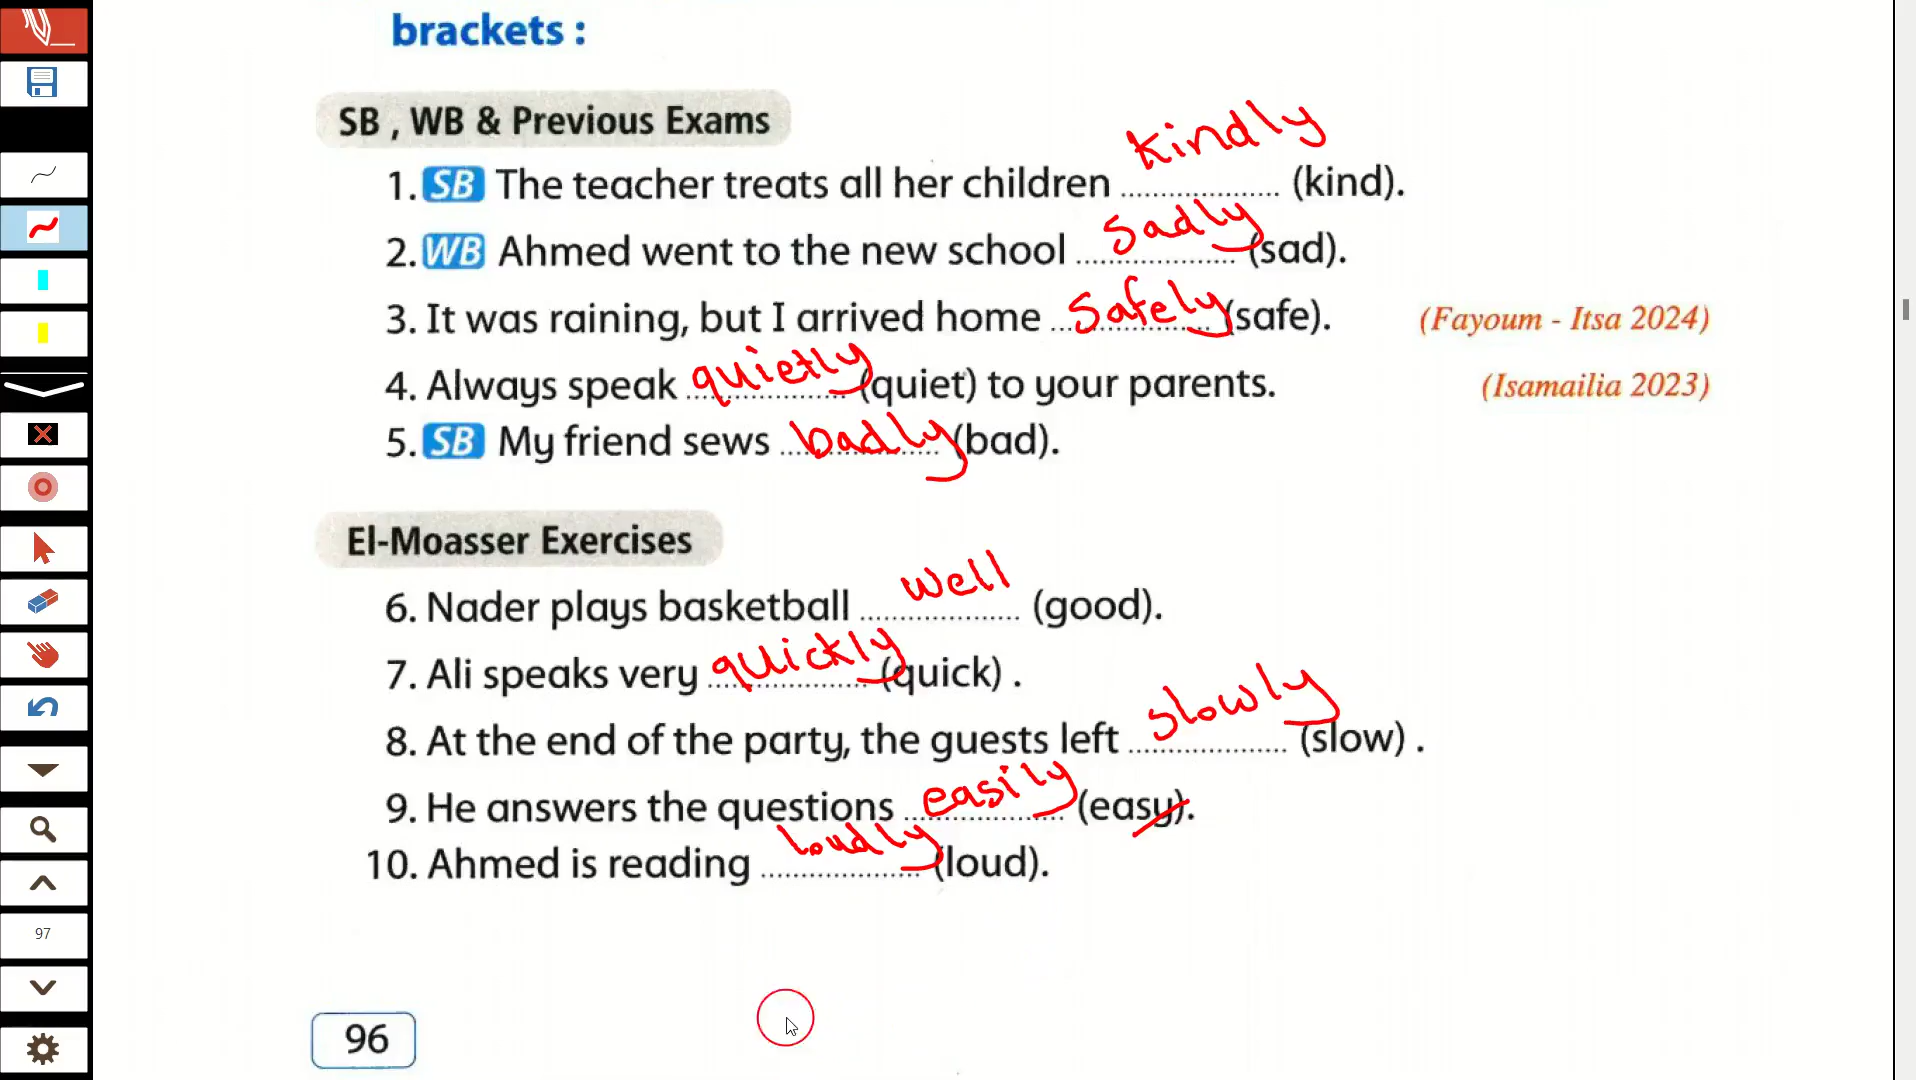 brackets :
SB , WB & Previous Exams
1. SB The teacher treats all her children kindly .................... (kind).
2. WB Ahmed went to the new school sadly .................... (sad).
3. It was raining, but I arrived home safely .................... (safe). (Fayoum - Itsa 2024)
4. Always speak quietly .................... (quiet) to your parents. (Isamailia 2023)
5. SB My friend sews badly .................... (bad).
El-Moasser Exercises
6. Nader plays basketball well .................... (good).
7. Ali speaks very quickly .................... (quick) .
8. At the end of the party, the guests left slowly .................... (slow) .
9. He answers the questions easily .................... (easy).
10. Ahmed is reading loudly .................... (loud).
97
96